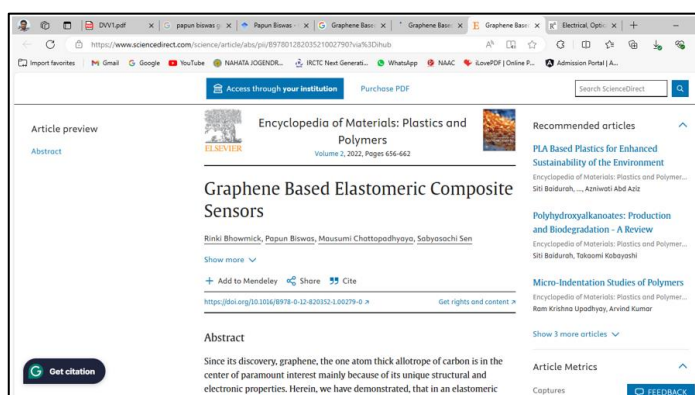 DVV1.pdf
papun biswas g
Papun Biswas -
Graphene Base
Graphene Base
Graphene Base
Electrical, Optic
https://www.sciencedirect.com/science/article/abs/pii/B9780128203521002790?via%3Dihub
Import favorites
Gmail
Google
YouTube
NAHATA JOGENDR...
IRCTC Next Generati...
WhatsApp
NAAC
iLovePDF | Online P...
Admission Portal | A...
Access through your institution
Purchase PDF
Search ScienceDirect
Article preview
Abstract
ELSEVIER
Encyclopedia of Materials: Plastics and
Polymers
Volume 2, 2022, Pages 656-662
Graphene Based Elastomeric Composite
Sensors
Rinki Bhowmick, Papun Biswas, Mausumi Chattopadhyaya, Sabyasachi Sen
Show more
+ Add to Mendeley Share Cite
https://doi.org/10.1016/B978-0-12-820352-1.00279-0
Get rights and content
Abstract
Since its discovery, graphene, the one atom thick allotrope of carbon is in the
center of paramount interest mainly because of its unique structural and
electronic properties. Herein, we have demonstrated, that in an elastomeric
Recommended articles
PLA Based Plastics for Enhanced
Sustainability of the Environment
Encyclopedia of Materials: Plastics and Polymer...
Siti Baidurah, ..., Azniwati Abd Aziz
Polyhydroxyalkanoates: Production
and Biodegradation - A Review
Encyclopedia of Materials: Plastics and Polymer...
Siti Baidurah, Takaomi Kobayashi
Micro-Indentation Studies of Polymers
Encyclopedia of Materials: Plastics and Polymer...
Ram Krishna Upadhyay, Arvind Kumar
Show 3 more articles
Article Metrics
Captures
FEEDBACK
Get citation